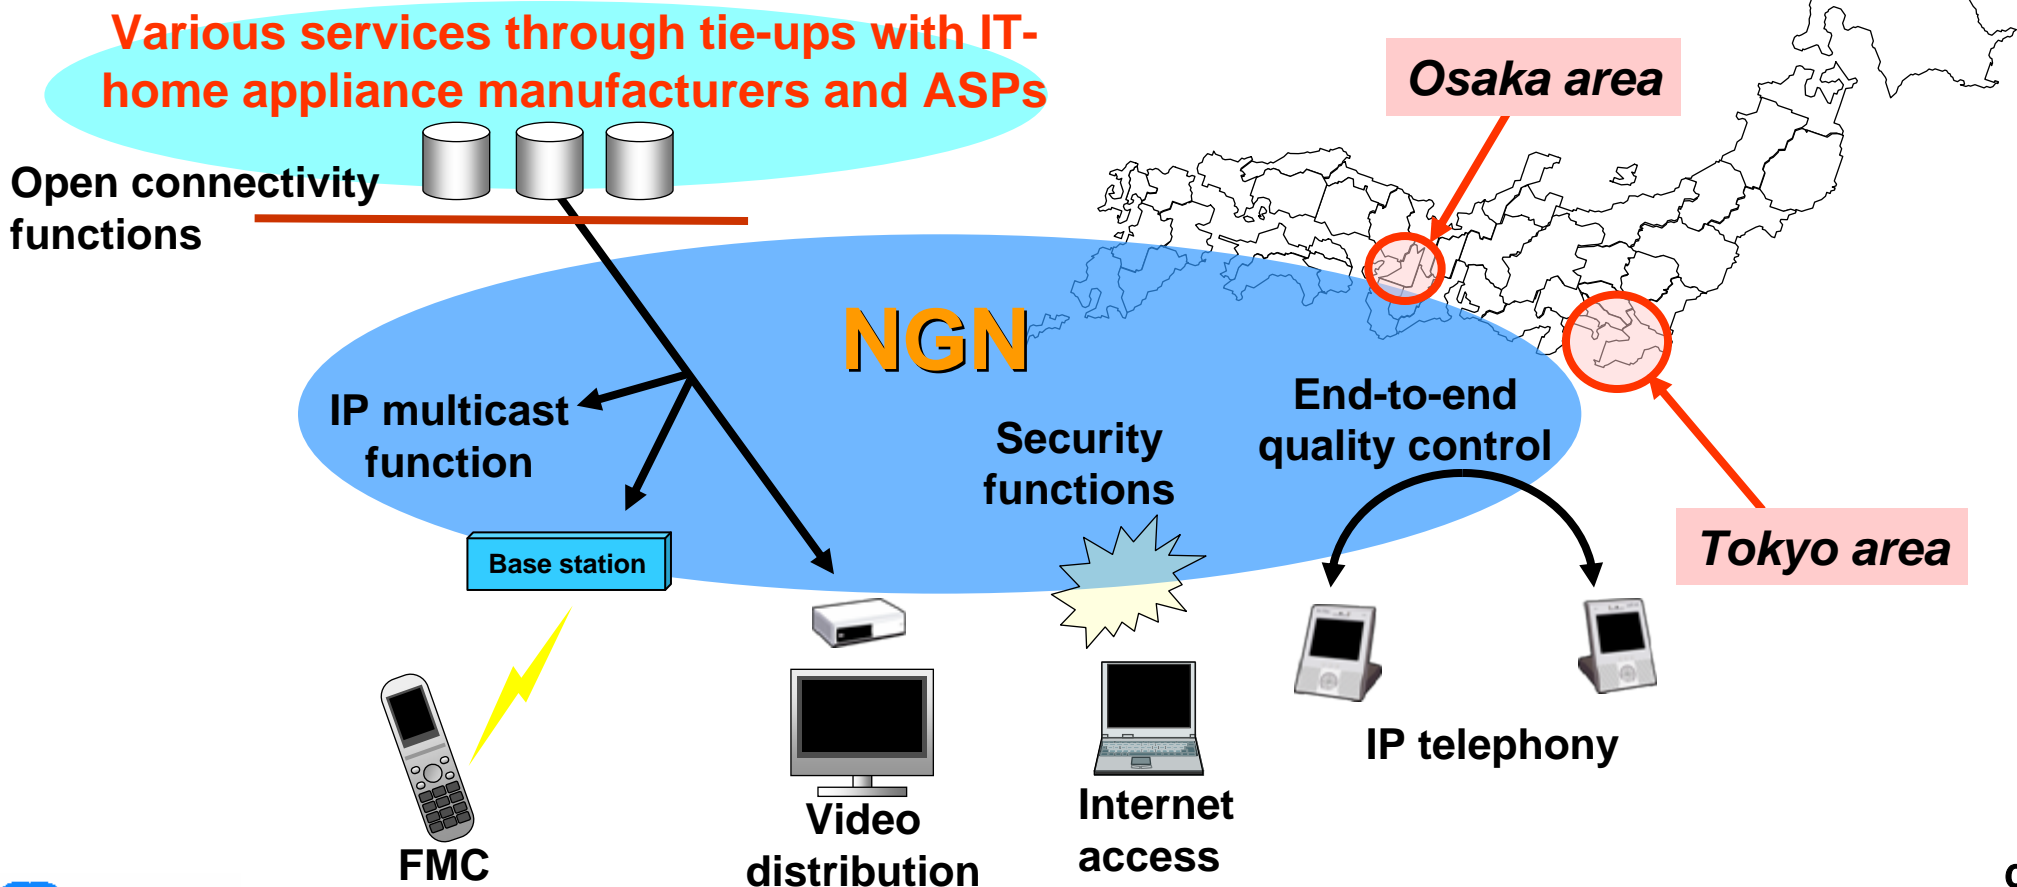 Various services through tie-ups with IT-
home appliance manufacturers and ASPs
Open connectivity
functions
Osaka area
NGN
IP multicast
function
Security
functions
End-to-end
quality control
Base station
Tokyo area
IP telephony
FMC
Video
distribution
Internet
access